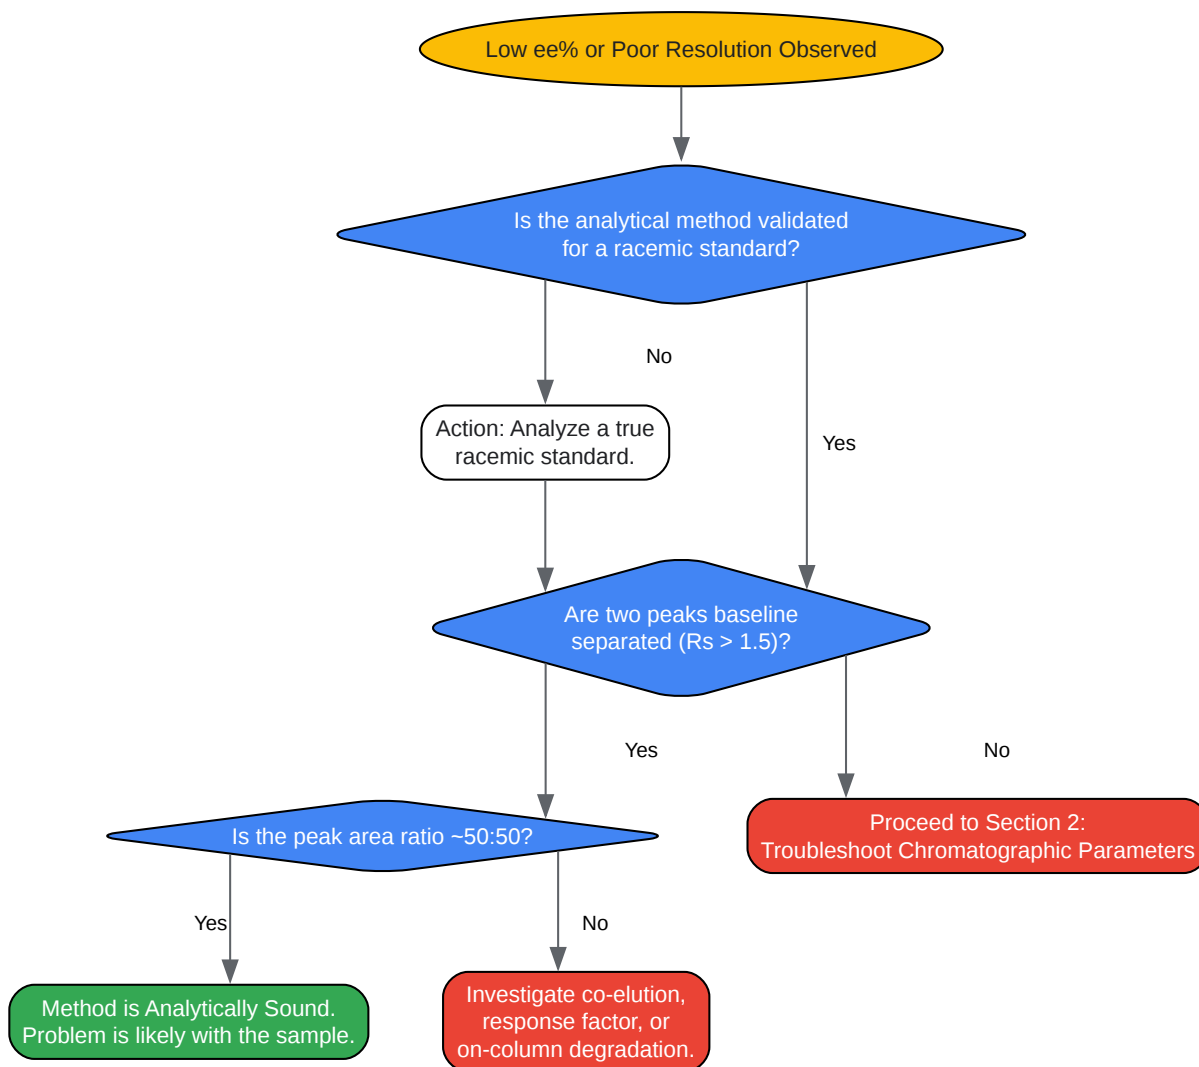 Low ee% or Poor Resolution Observed
Is the analytical method validated
for a racemic standard?
No
Action: Analyze a true
racemic standard.
Yes
Are two peaks baseline
separated (Rs > 1.5)?
Yes
No
Is the peak area ratio ~50:50?
Proceed to Section 2:
Troubleshoot Chromatographic Parameters
Yes
No
Method is Analytically Sound.
Problem is likely with the sample.
Investigate co-elution,
response factor, or
on-column degradation.